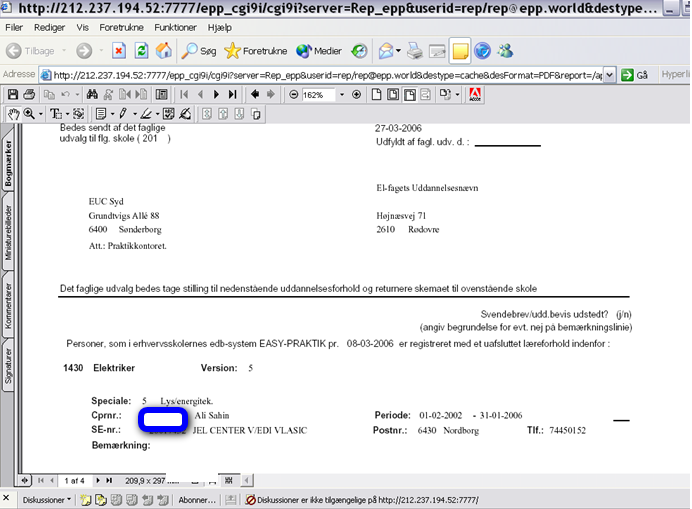 http://212.237.194.52:7777/epp_cgi9i/cgi9i?server=Rep_epp&userid=rep/rep@epp.world&destype...
Filer Rediger Vis Foretrukne Funktioner Hjælp
Tilbage Søg Foretrukne Medier
Adresse http://212.237.194.52:7777/epp_cgi9i/cgi9i?server=Rep_epp&userid=rep/rep@epp.world&destype=cache&desFormat=PDF&report=/a Gå Hyperli
162% Adobe
Bogmærker
Miniaturebilleder
Kommentarer
Signaturer
Bedes sendt af det faglige 27-03-2006
udvalg til flg. skole ( 201 ) Udfyldt af fagl. udv. d. :
El-fagets Uddannelsesnævn
EUC Syd
Grundtvigs Allé 88 Højnæsvej 71
6400 Sønderborg 2610 Rødovre
Att.: Praktikkontoret.
Det faglige udvalg bedes tage stilling til nedenstående uddannelsesforhold og returnere skemaet til ovenstående skole
Svendebrev/udd.bevis udstedt? (j/n)
(angiv begrundelse for evt. nej på bemærkningslinie)
Personer, som i erhvervsskolernes edb-system EASY-PRAKTIK pr. 08-03-2006 er registreret med et uafsluttet læreforhold indenfor :
1430 Elektriker Version: 5
Speciale: 5 Lys/energitek.
Cprnr.: Ali Sahin Periode: 01-02-2002 - 31-01-2006
SE-nr.: JEL CENTER V/EDI VLASIC Postnr.: 6430 Nordborg Tlf.: 74450152
Bemærkning:
1 af 4 209,9 x 297 mm
Diskussioner Abonner... Diskussioner er ikke tilgængelige på http://212.237.194.52:7777/